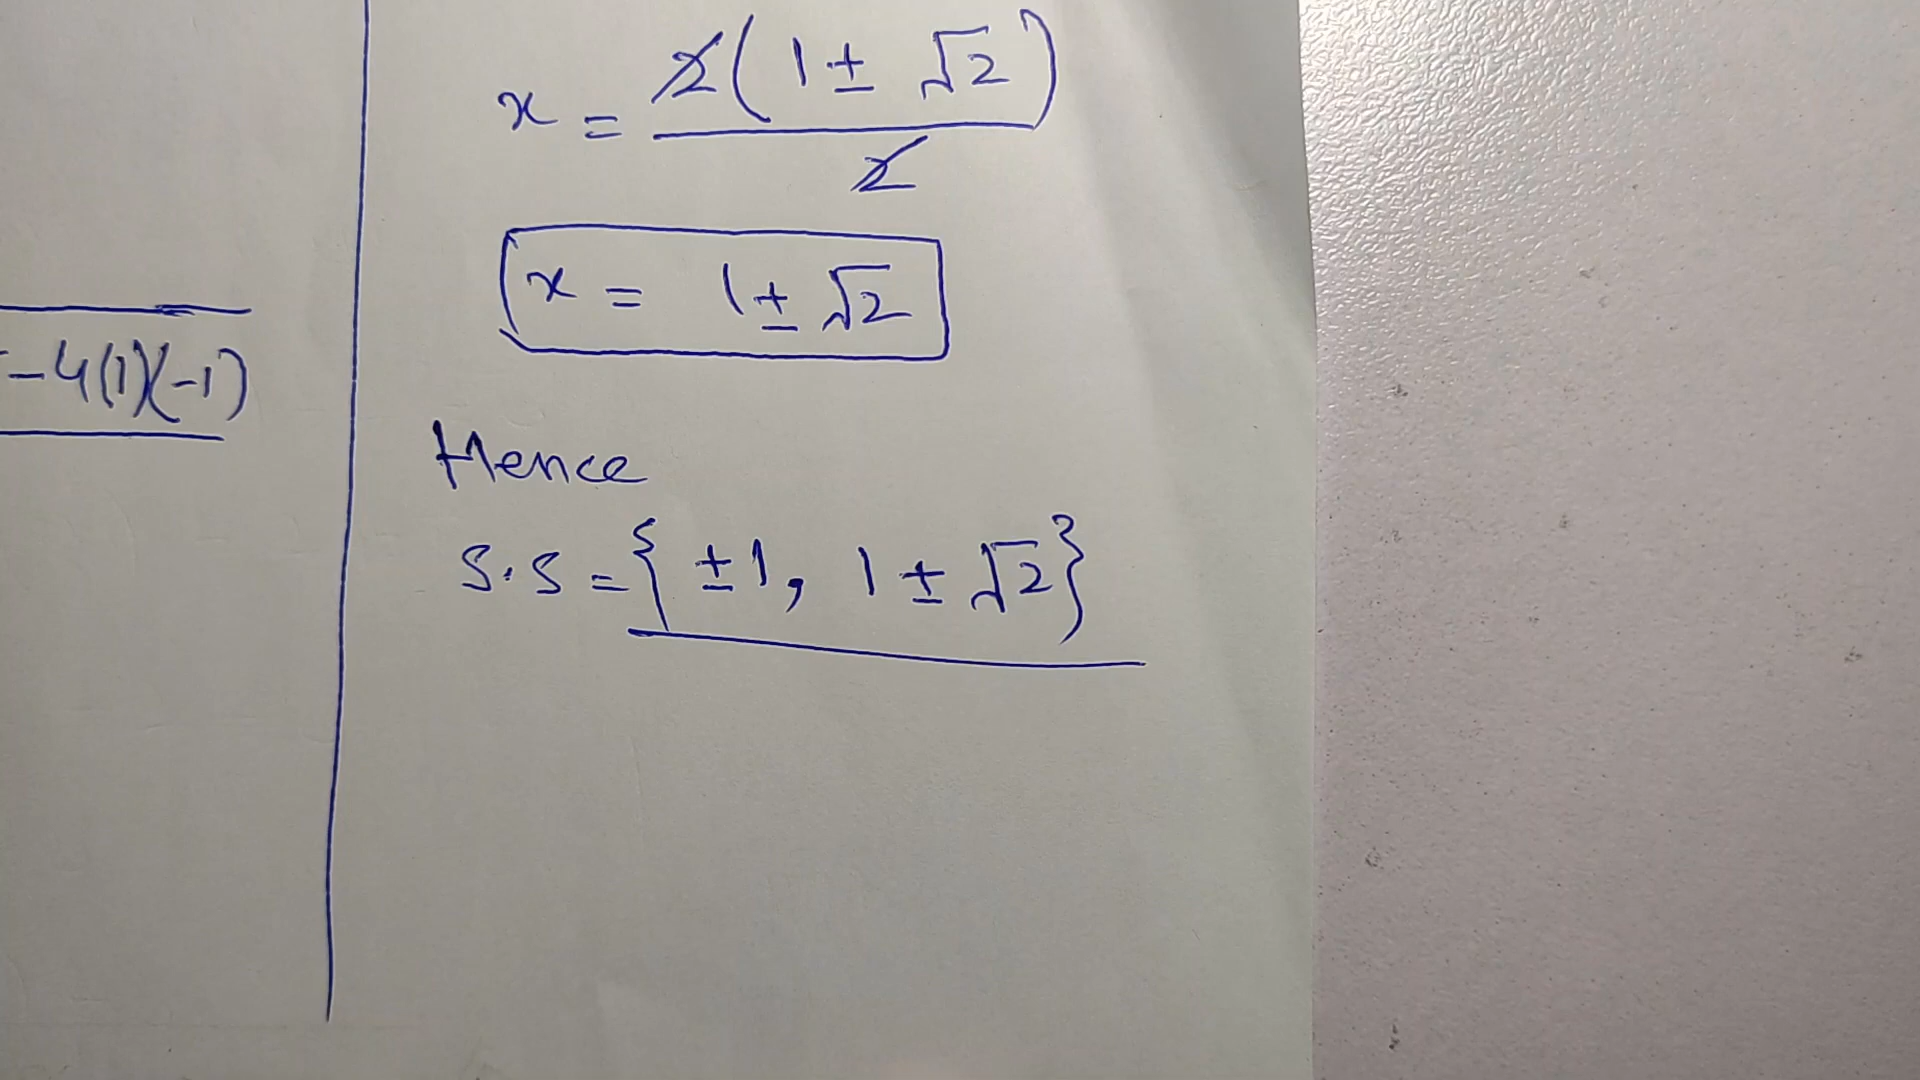 -4(1)(-1)
x = 2(1 ± √2) / 2
x = 1 ± √2
Hence
S.S = { ±1, 1 ± √2}